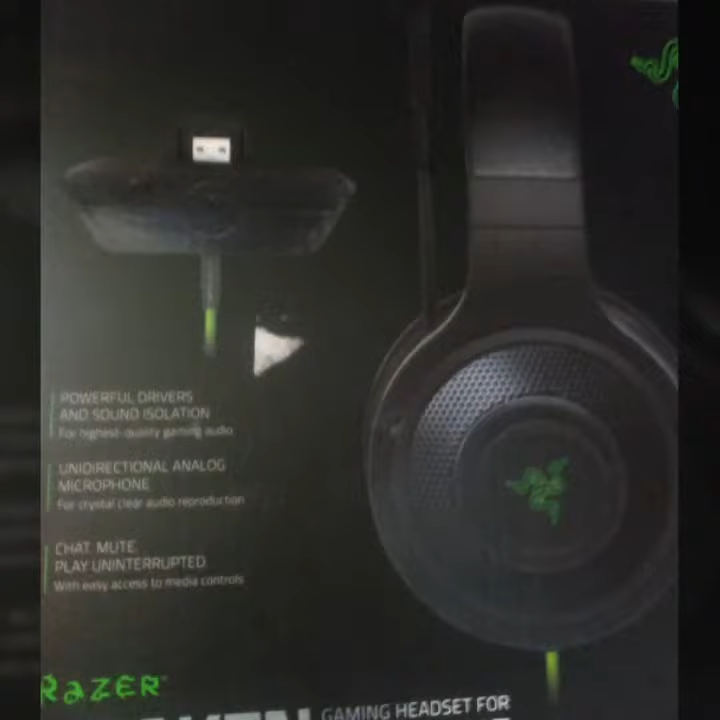 POWERFUL DRIVERS
AND SOUND ISOLATION
For highest-quality gaming audio
UNIDIRECTIONAL ANALOG
MICROPHONE
For crystal clear audio reproduction
CHAT. MUTE.
PLAY UNINTERRUPTED.
With easy access to media controls
RAZER
GAMING HEADSET FOR